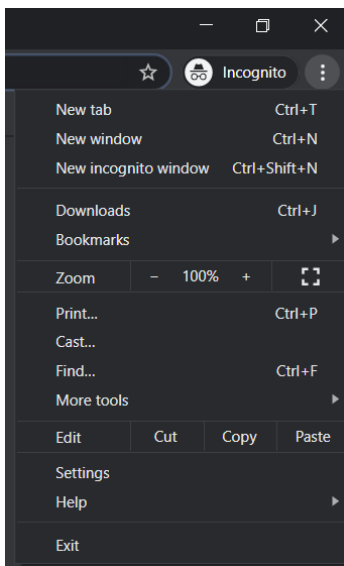 Incognito
New tab Ctrl+T
New window Ctrl+N
New incognito window Ctrl+Shift+N
Downloads Ctrl+J
Bookmarks
Zoom - 100% +
Print... Ctrl+P
Cast...
Find... Ctrl+F
More tools
Edit Cut Copy Paste
Settings
Help
Exit